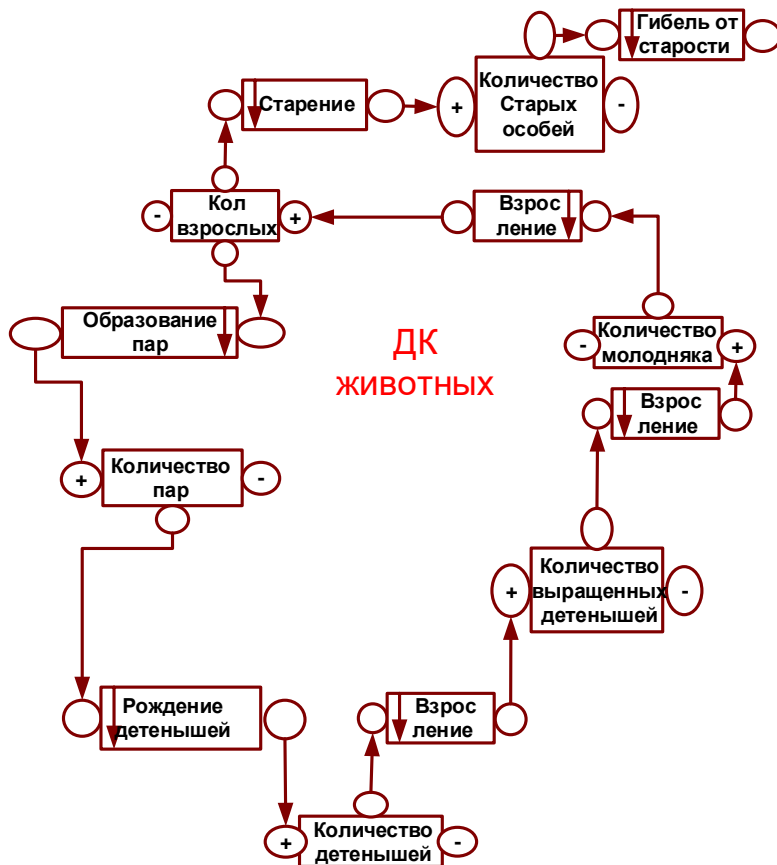 Гибель от
старости
Количество
Старых
особей
+
-
Старение
Кол
взрослых
-
+
Взрос
ление
Образование
пар
ДК
животных
Количество
молодняка
-
+
Взрос
ление
Количество
пар
+
-
Количество
выращенных
детенышей
+
-
Рождение
детенышей
Взрос
ление
Количество
детенышей
+
-